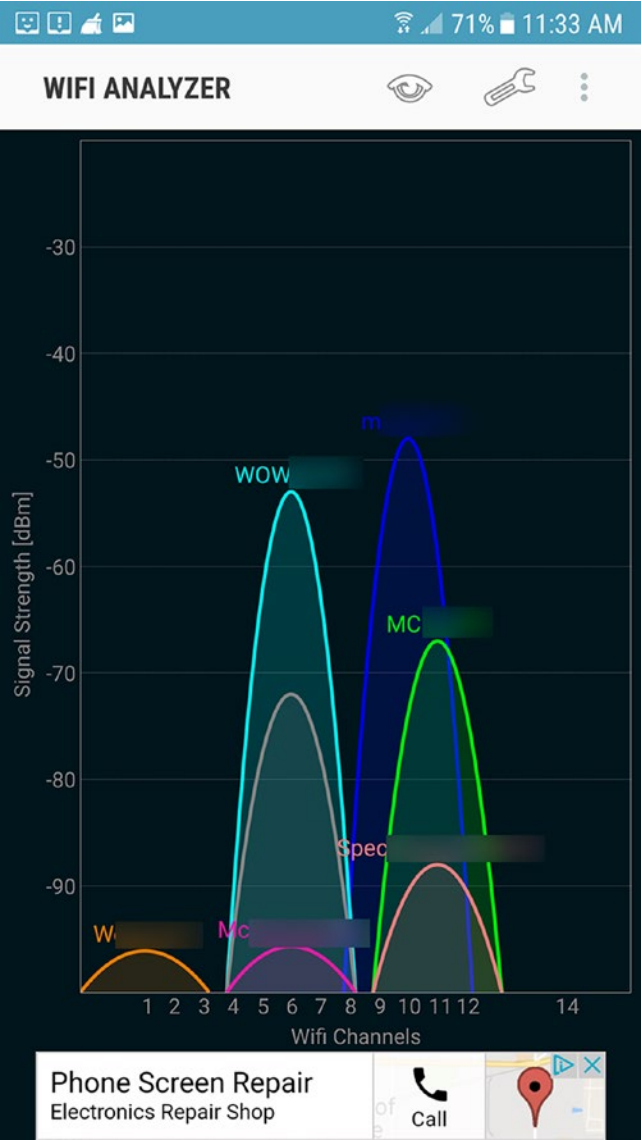 71% 11:33 AM
WIFI ANALYZER
-30
-40
m
-50
WOW
-60
MC
-70
-80
Spec
-90
Mc
Signal Strength [dBm]
1 2 3 4 5 6 7 8 9 10 11 12 14
Wifi Channels
Phone Screen Repair
Electronics Repair Shop
Call
of